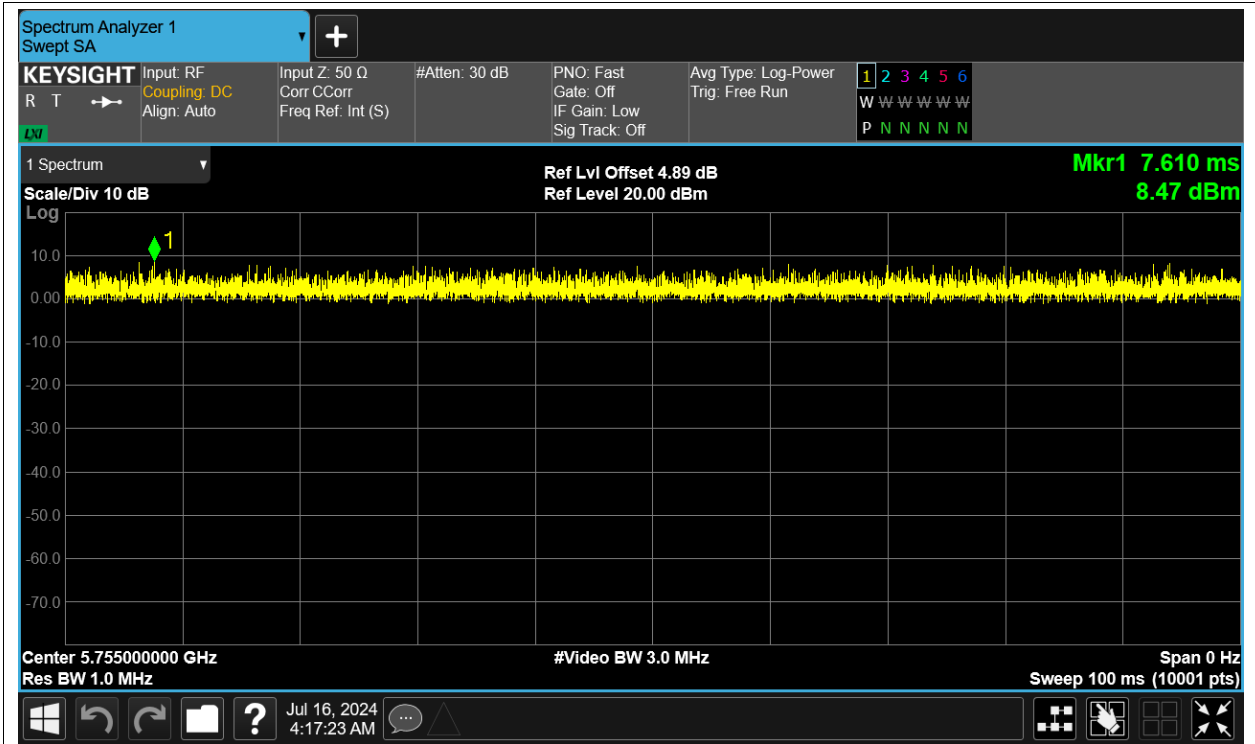 Spectrum Analyzer 1
Swept SA
KEYSIGHT
R T
LXI
Input: RF
Coupling: DC
Align: Auto
Input Z: 50 Ω
Corr CCorr
Freq Ref: Int (S)
#Atten: 30 dB
PNO: Fast
Gate: Off
IF Gain: Low
Sig Track: Off
Avg Type: Log-Power
Trig: Free Run
1 2 3 4 5 6
W W W W W W
P N N N N N
1 Spectrum
Scale/Div 10 dB
Ref Lvl Offset 4.89 dB
Ref Level 20.00 dBm
Mkr1 7.610 ms
8.47 dBm
Log
1
10.0
0.00
-10.0
-20.0
-30.0
-40.0
-50.0
-60.0
-70.0
Center 5.755000000 GHz
#Video BW 3.0 MHz
Span 0 Hz
Res BW 1.0 MHz
Sweep 100 ms (10001 pts)
?
Jul 16, 2024
4:17:23 AM